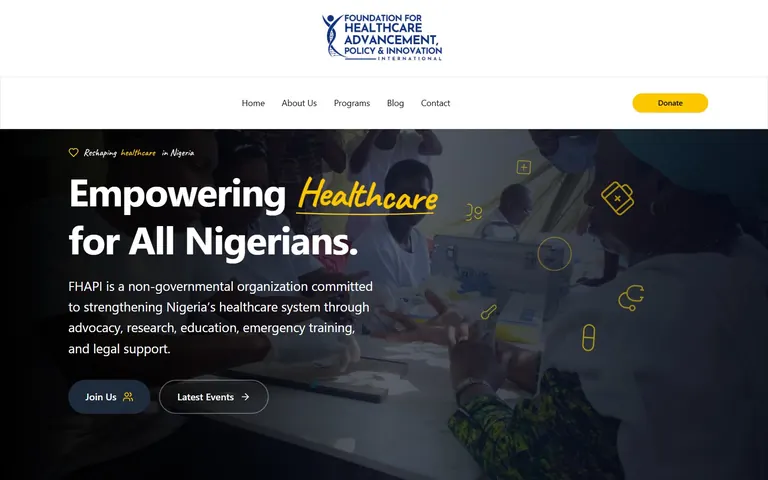 FOUNDATION FOR
HEALTHCARE
ADVANCEMENT,
POLICY & INNOVATION
INTERNATIONAL
Home About Us Programs Blog Contact Donate
Reshaping healthcare in Nigeria
Empowering Healthcare
for All Nigerians.
FHAPI is a non-governmental organization committed
to strengthening Nigeria's healthcare system through
advocacy, research, education, emergency training,
and legal support.
Join Us Latest Events